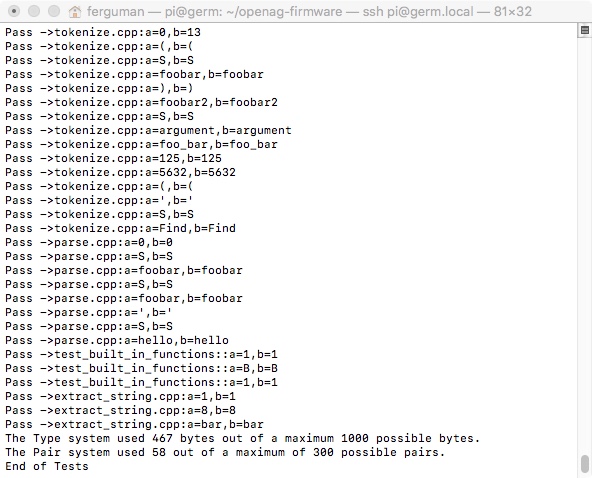 ferguman — pi@germ: ~/openag-firmware — ssh pi@germ.local — 81×32
Pass ->tokenize.cpp:a=0,b=13
Pass ->tokenize.cpp:a=(,b=(
Pass ->tokenize.cpp:a=S,b=S
Pass ->tokenize.cpp:a=foobar,b=foobar
Pass ->tokenize.cpp:a=),b=)
Pass ->tokenize.cpp:a=foobar2,b=foobar2
Pass ->tokenize.cpp:a=S,b=S
Pass ->tokenize.cpp:a=argument,b=argument
Pass ->tokenize.cpp:a=foo_bar,b=foo_bar
Pass ->tokenize.cpp:a=125,b=125
Pass ->tokenize.cpp:a=5632,b=5632
Pass ->tokenize.cpp:a=(,b=(
Pass ->tokenize.cpp:a=',b='
Pass ->tokenize.cpp:a=S,b=S
Pass ->tokenize.cpp:a=Find,b=Find
Pass ->parse.cpp:a=0,b=0
Pass ->parse.cpp:a=S,b=S
Pass ->parse.cpp:a=foobar,b=foobar
Pass ->parse.cpp:a=S,b=S
Pass ->parse.cpp:a=foobar,b=foobar
Pass ->parse.cpp:a=',b='
Pass ->parse.cpp:a=S,b=S
Pass ->parse.cpp:a=hello,b=hello
Pass ->test_built_in_functions::a=1,b=1
Pass ->test_built_in_functions::a=B,b=B
Pass ->test_built_in_functions::a=1,b=1
Pass ->extract_string.cpp:a=1,b=1
Pass ->extract_string.cpp:a=8,b=8
Pass ->extract_string.cpp:a=bar,b=bar
The Type system used 467 bytes out of a maximum 1000 possible bytes.
The Pair system used 58 out of a maximum of 300 possible pairs.
End of Tests